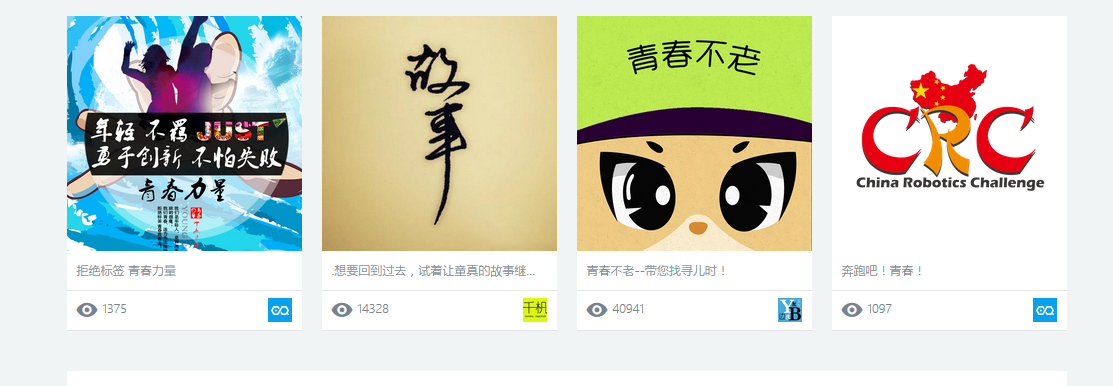 年轻 不羁 JUST
勇于创新 不怕失败
青春力量
YOUNG
拒绝标签 青春力量
1375
故事
.想要回到过去，试着让童真的故事继...
14328
千机
青春不老
青春不老--带您找寻儿时！
40941
CRC
China Robotics Challenge
奔跑吧！青春！
1097